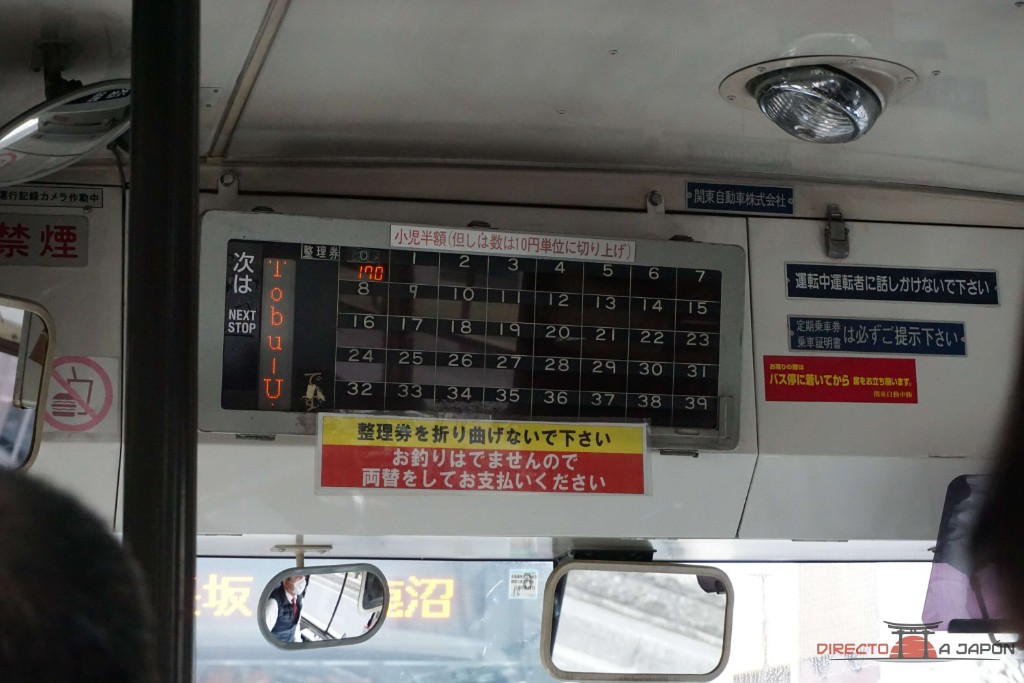 運行記録カメラ作動中
禁煙
関東自動車株式会社
小児半額(但しは数は10円単位に切り上げ)
次は
NEXT
STOP
TobuーU
整理券 0 1 2 3 4 5 6 7
170
8 9 10 11 12 13 14 15
16 17 18 19 20 21 22 23
24 25 26 27 28 29 30 31
32 33 34 35 36 37 38 39
運転中運転者に話しかけないで下さい
定期乗車券
乗車証明書 は必ずご提示下さい
お降りの際は
バス停に着いてから 席をお立ち願います。
関東自動車㈱
整理券を折り曲げないで下さい
お釣りはでませんので
両替をしてお支払いください
坂 鹿沼
DIRECTO A JAPÓN